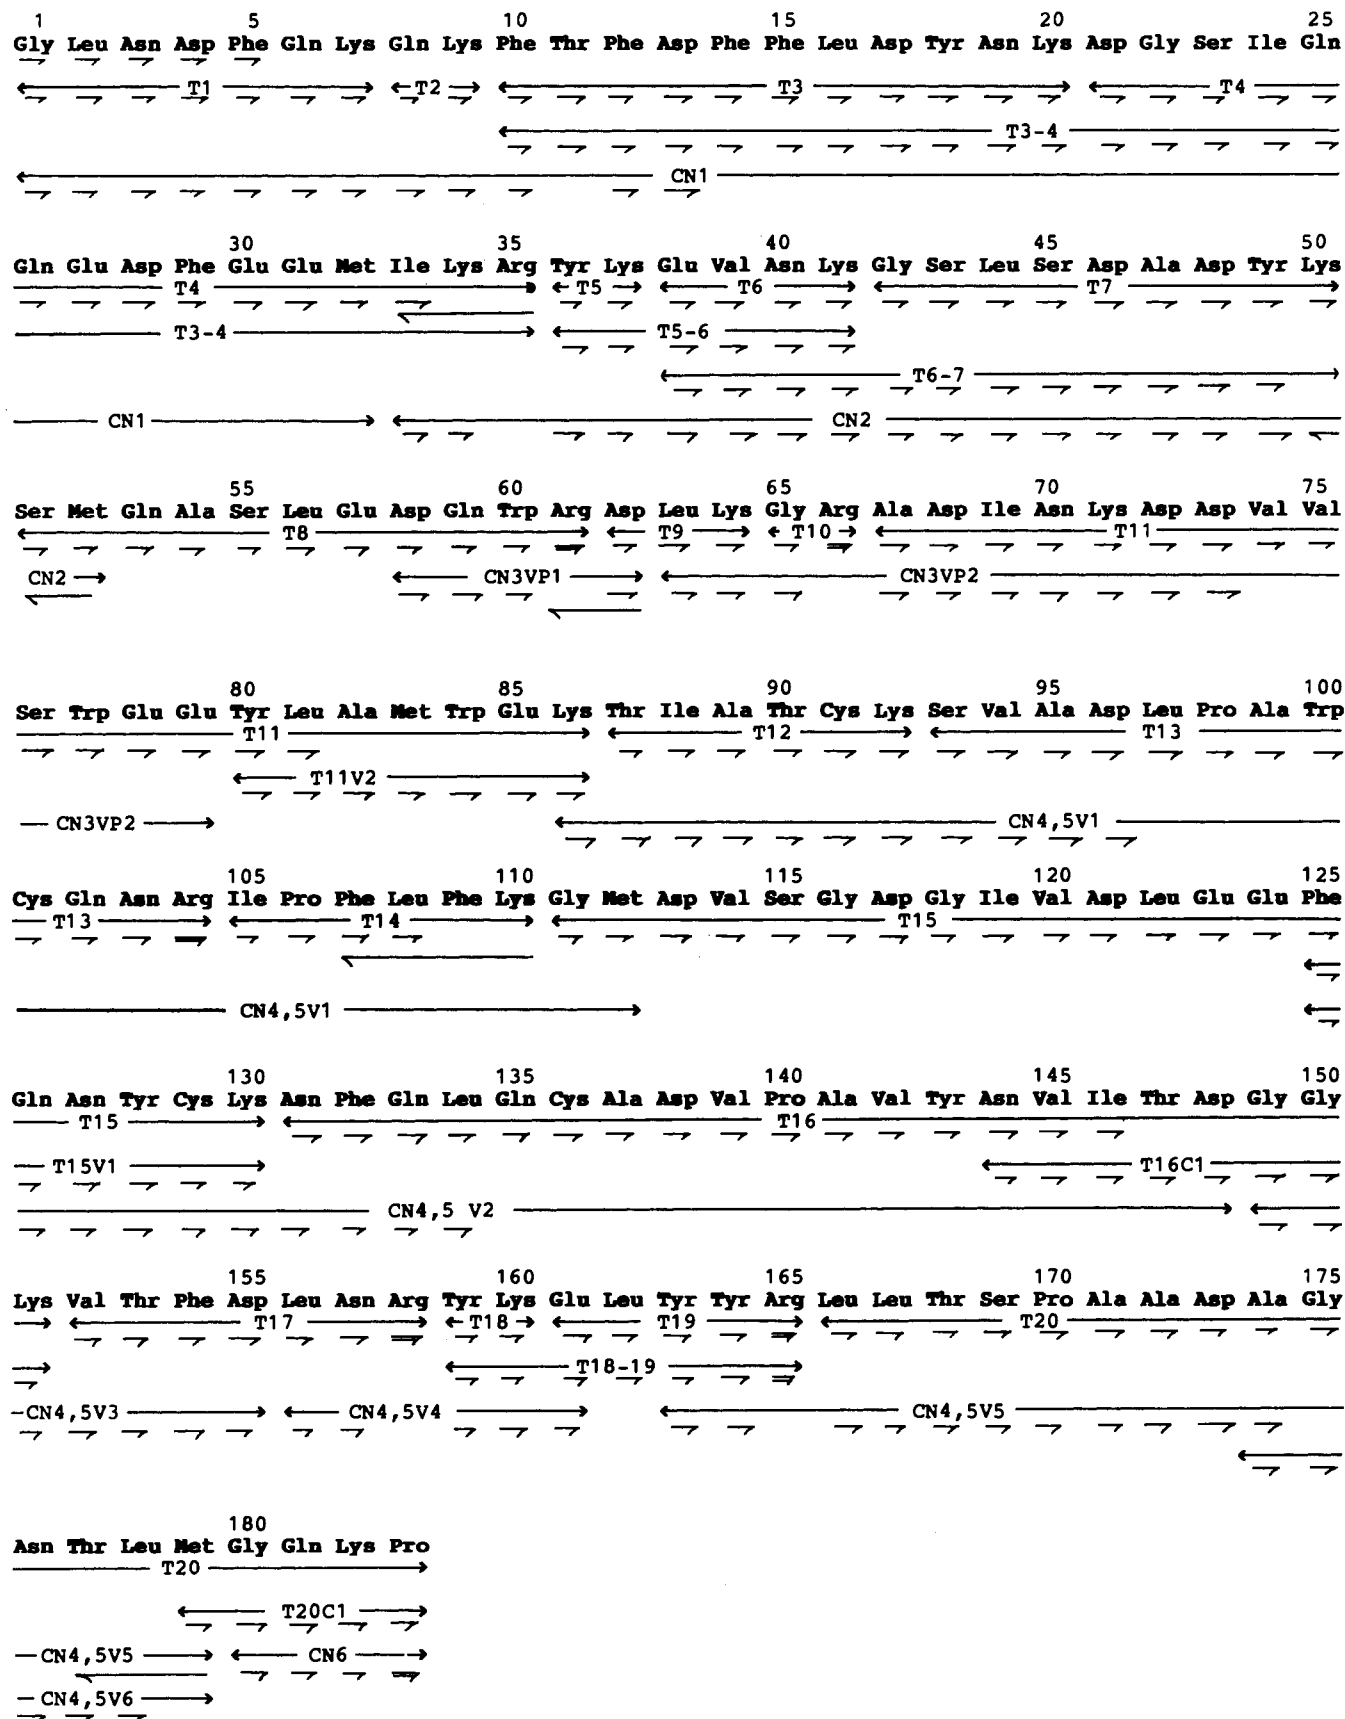 1 5 10 15 20 25
Gly Leu Asn Asp Phe Gln Lys Gln Lys Phe Thr Phe Asp Phe Phe Leu Asp Tyr Asn Lys Asp Gly Ser Ile Gln
T1 T2 T3 T4
T3-4
CN1
30 35 40 45 50
Gln Glu Asp Phe Glu Glu Met Ile Lys Arg Tyr Lys Glu Val Asn Lys Gly Ser Leu Ser Asp Ala Asp Tyr Lys
T4 T5 T6 T7
T3-4 T5-6
T6-7
CN1 CN2
55 60 65 70 75
Ser Met Gln Ala Ser Leu Glu Asp Gln Trp Arg Asp Leu Lys Gly Arg Ala Asp Ile Asn Lys Asp Asp Val Val
T8 T9 T10 T11
CN2 CN3VP1 CN3VP2
80 85 90 95 100
Ser Trp Glu Glu Tyr Leu Ala Met Trp Glu Lys Thr Ile Ala Thr Cys Lys Ser Val Ala Asp Leu Pro Ala Trp
T11 T12 T13
T11V2
CN3VP2 CN4,5V1
105 110 115 120 125
Cys Gln Asn Arg Ile Pro Phe Leu Phe Lys Gly Met Asp Val Ser Gly Asp Gly Ile Val Asp Leu Glu Glu Phe
T13 T14 T15
CN4,5V1
130 135 140 145 150
Gln Asn Tyr Cys Lys Asn Phe Gln Leu Gln Cys Ala Asp Val Pro Ala Val Tyr Asn Val Ile Thr Asp Gly Gly
T15 T16
T15V1 T16C1
CN4,5 V2
155 160 165 170 175
Lys Val Thr Phe Asp Leu Asn Arg Tyr Lys Glu Leu Tyr Tyr Arg Leu Leu Thr Ser Pro Ala Ala Asp Ala Gly
T17 T18 T19 T20
T18-19
CN4,5V3 CN4,5V4 CN4,5V5
180
Asn Thr Leu Met Gly Gln Lys Pro
T20
T20C1
CN4,5V5 CN6
CN4,5V6